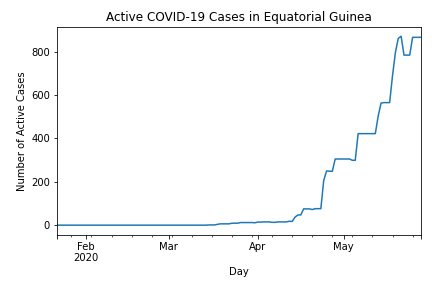 Active COVID-19 Cases in Equatorial Guinea
Number of Active Cases
800
600
400
200
0
Feb
2020
Mar
Apr
May
Day